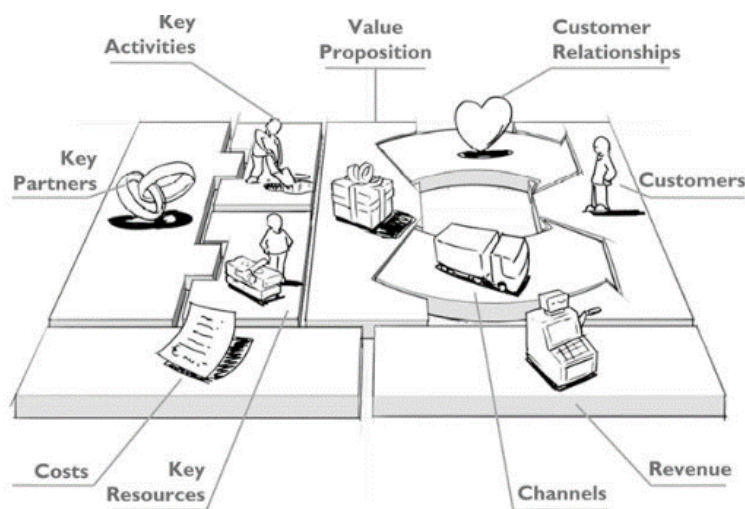 Key
Activities
Value
Proposition
Customer
Relationships
Key
Partners
Customers
Costs
Key
Resources
Channels
Revenue